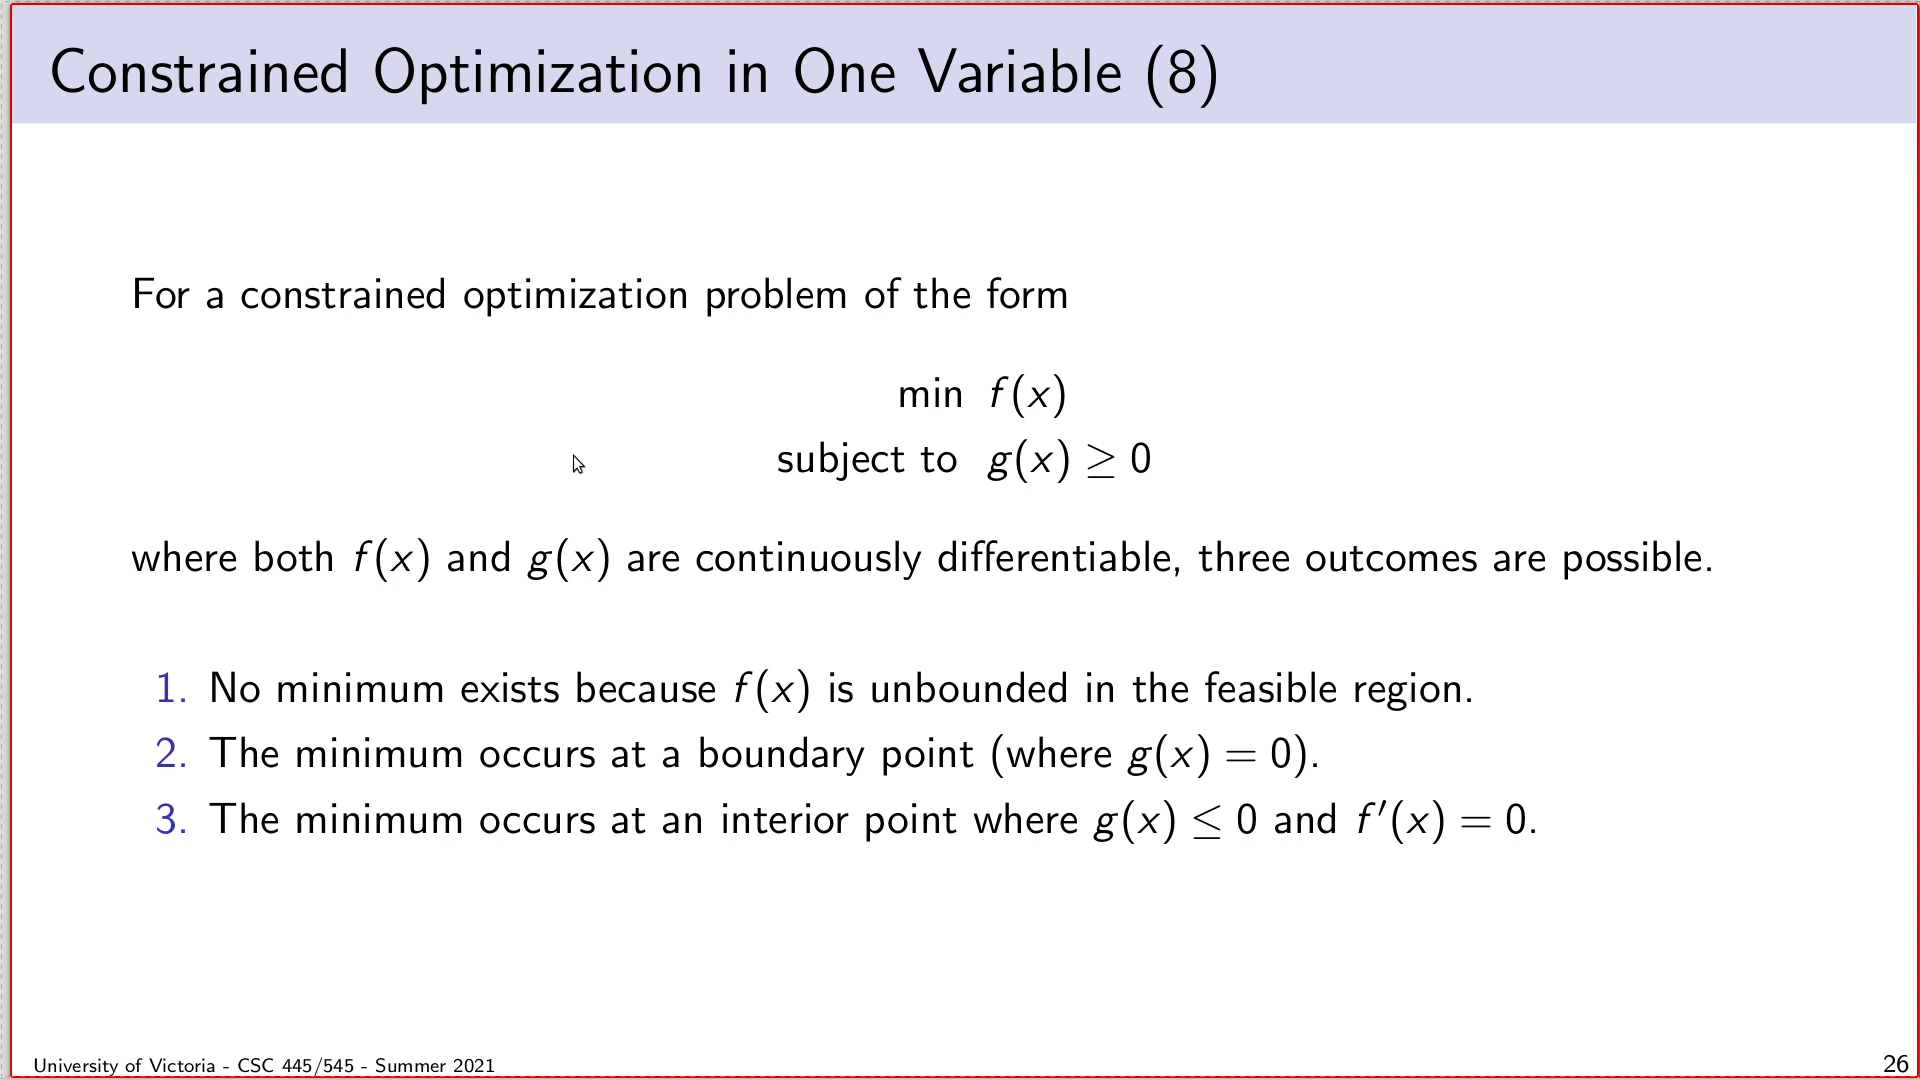 Constrained Optimization in One Variable (8)
For a constrained optimization problem of the form
min f(x)
subject to g(x) ≥ 0
where both f(x) and g(x) are continuously differentiable, three outcomes are possible.
1. No minimum exists because f(x) is unbounded in the feasible region.
2. The minimum occurs at a boundary point (where g(x) = 0).
3. The minimum occurs at an interior point where g(x) ≤ 0 and f′(x) = 0.
University of Victoria - CSC 445/545 - Summer 2021
26